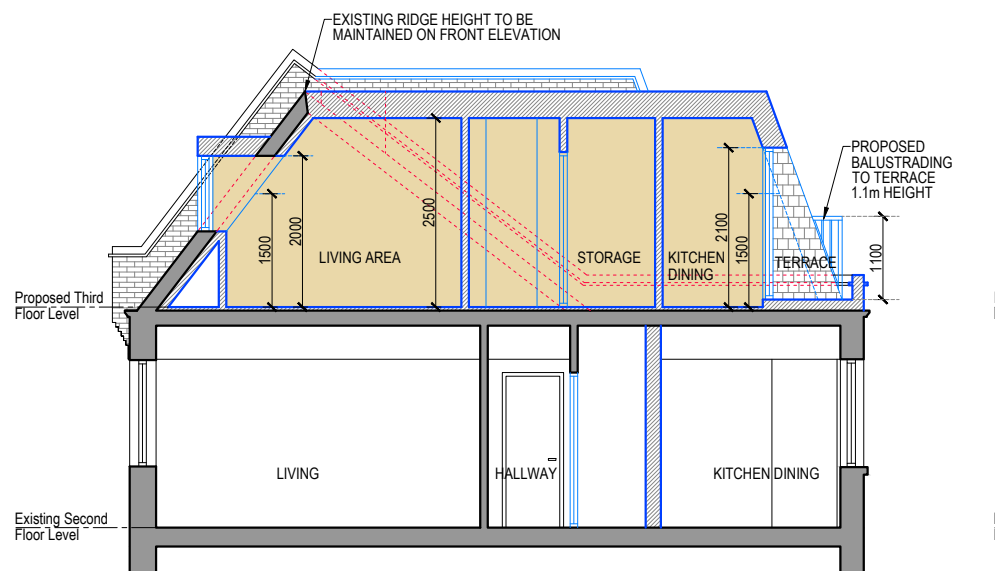 EXISTING RIDGE HEIGHT TO BE
MAINTAINED ON FRONT ELEVATION
PROPOSED
BALUSTRADING
TO TERRACE
1.1m HEIGHT
1500
2000
2500
2100
1500
1100
LIVING AREA
STORAGE
KITCHEN
DINING
TERRACE
Proposed Third
Floor Level
LIVING
HALLWAY
KITCHEN DINING
Existing Second
Floor Level